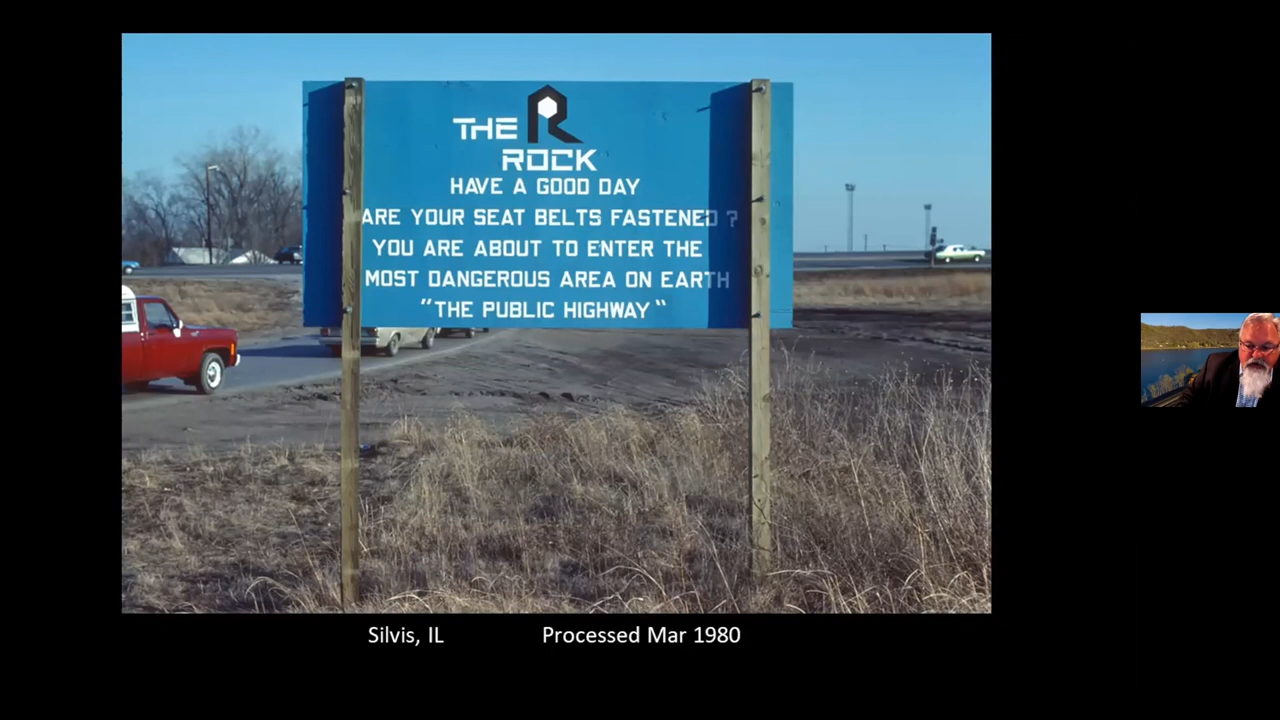 THE R
ROCK
HAVE A GOOD DAY
ARE YOUR SEAT BELTS FASTENED ?
YOU ARE ABOUT TO ENTER THE
MOST DANGEROUS AREA ON EARTH
"THE PUBLIC HIGHWAY"
Silvis, IL Processed Mar 1980